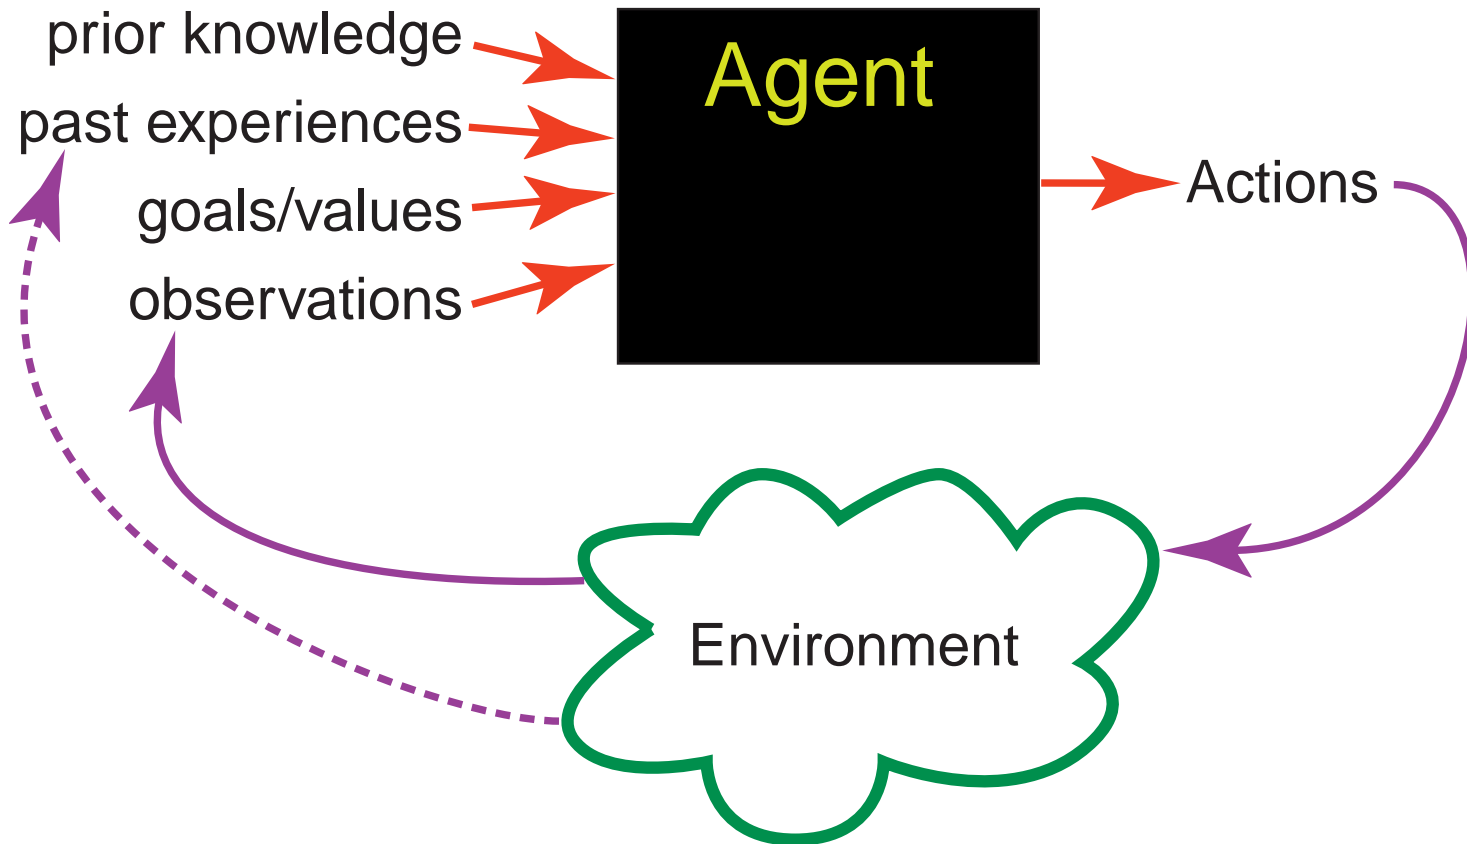 prior knowledge
past experiences
goals/values
observations
Agent
Actions
Environment